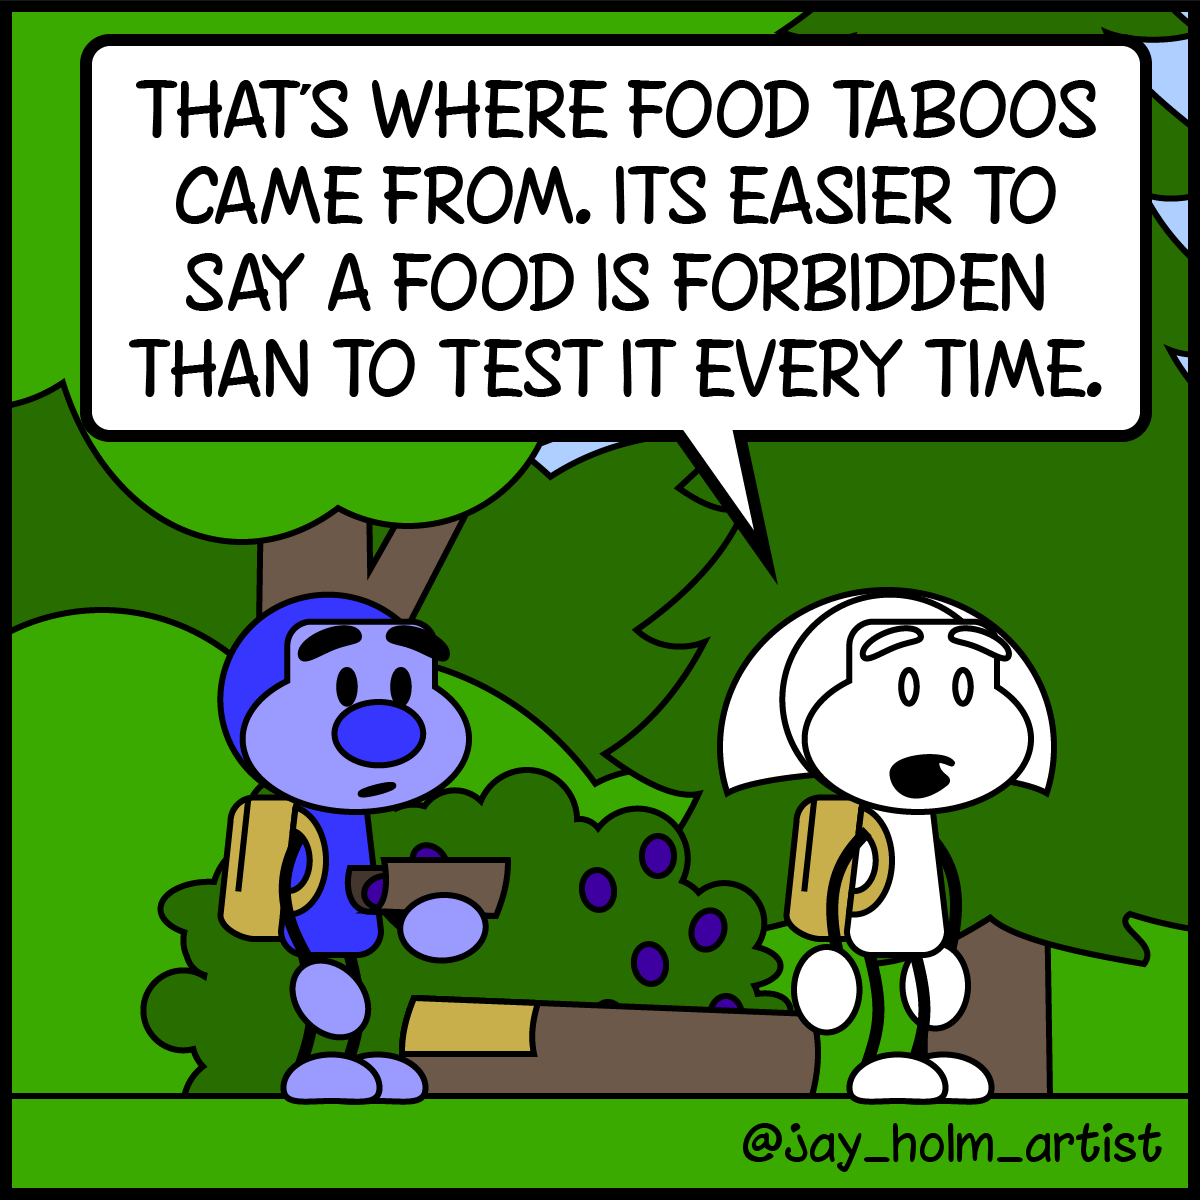 THAT'S WHERE FOOD TABOOS
CAME FROM. ITS EASIER TO
SAY A FOOD IS FORBIDDEN
THAN TO TEST IT EVERY TIME.
@jay_holm_artist